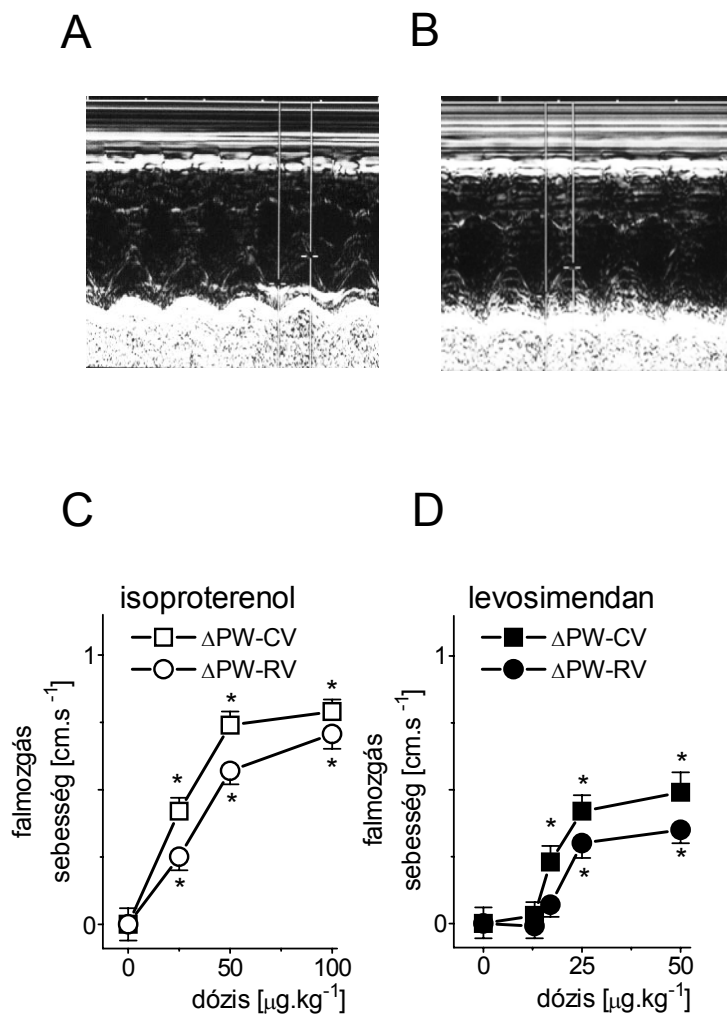 A
B
C
D
isoproterenol
ΔPW-CV
ΔPW-RV
*
*
*
*
*
*
1
0
falmozgás
sebesség [cm.s⁻¹]
0
50
100
dózis [μg.kg⁻¹]
levosimendan
ΔPW-CV
ΔPW-RV
*
*
*
*
*
1
0
falmozgás
sebesség [cm.s⁻¹]
0
25
50
dózis [μg.kg⁻¹]